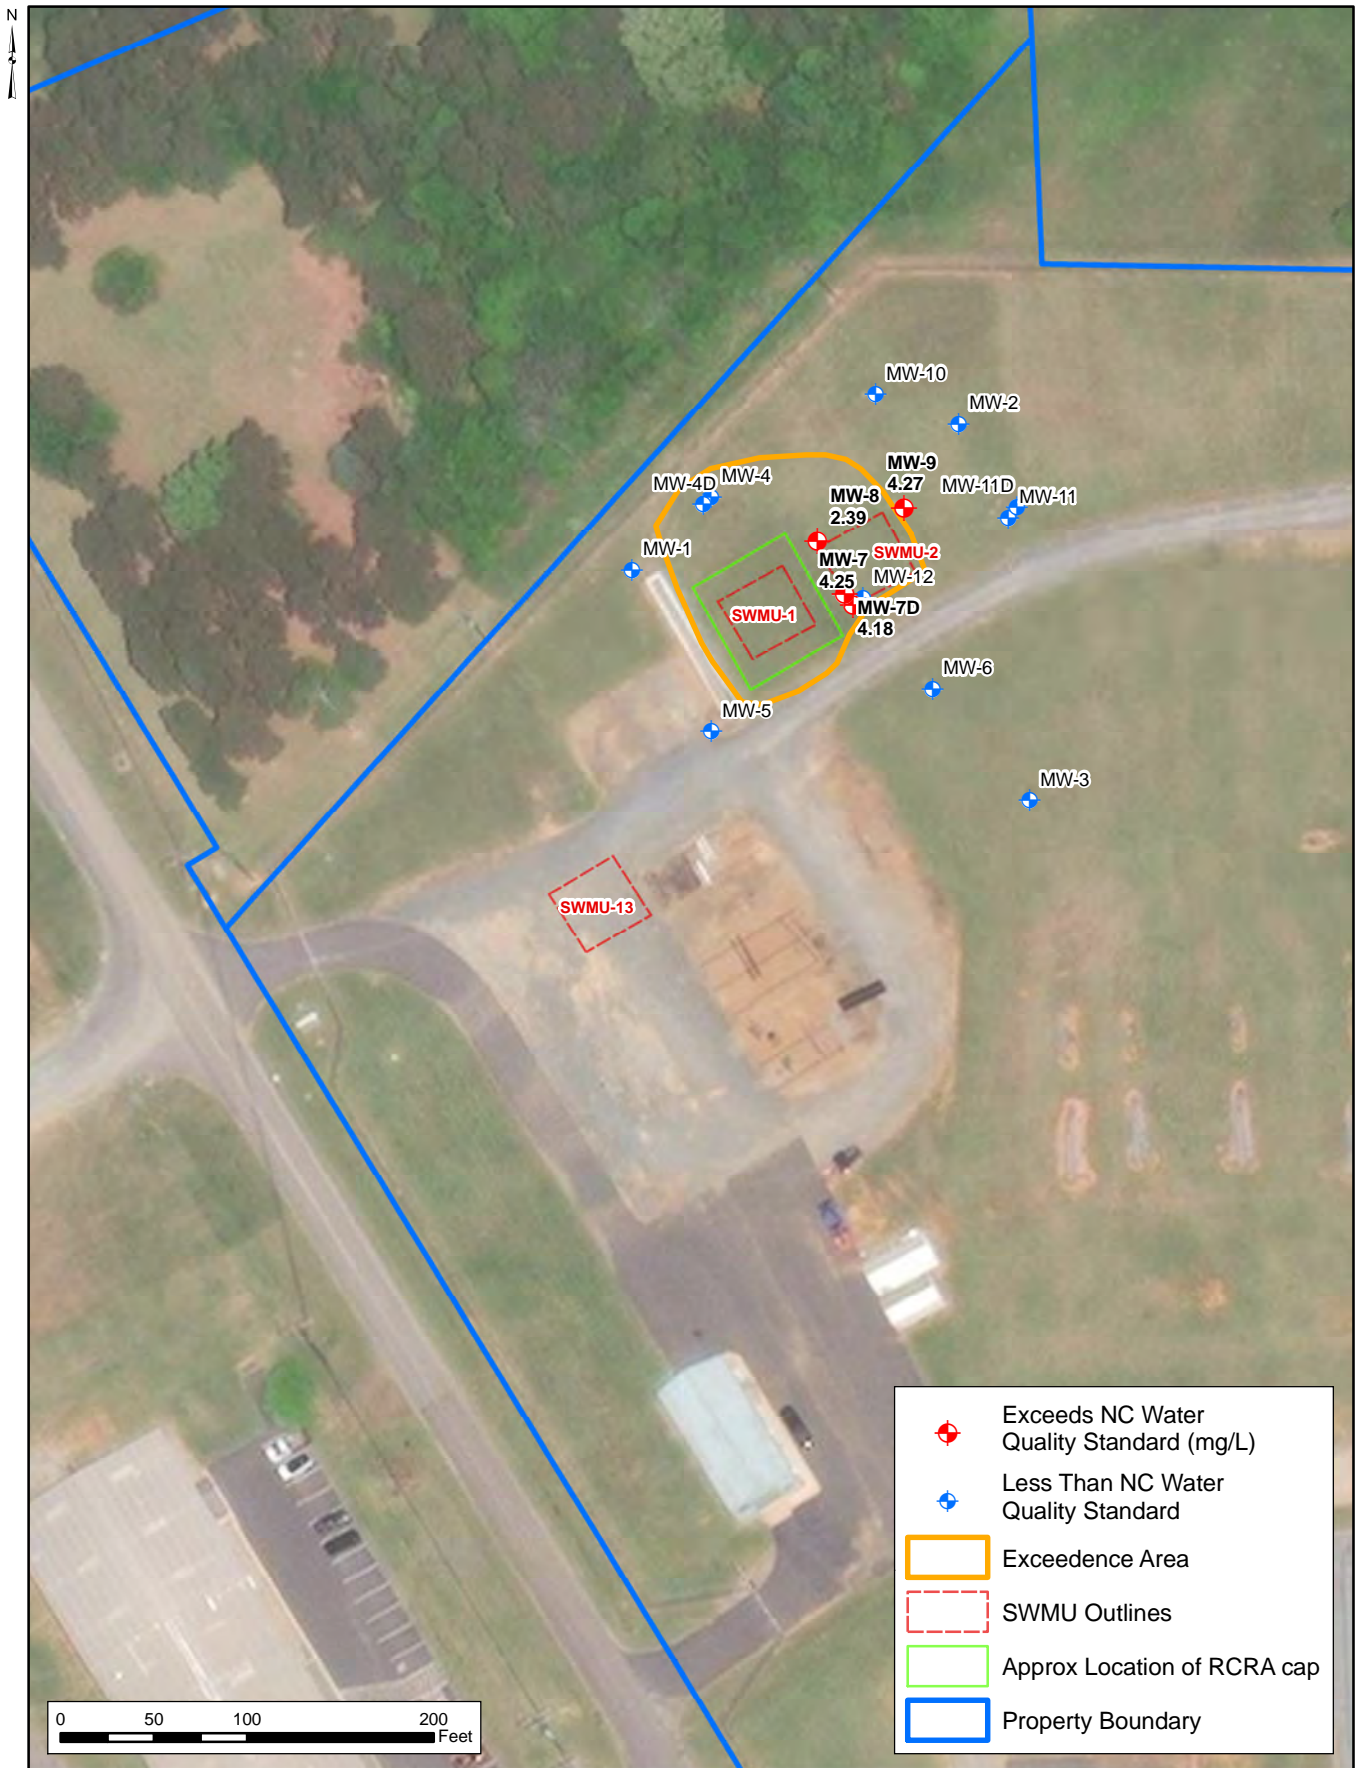 N
MW-10
MW-2
MW-9
4.27
MW-4
MW-4D
MW-8
2.39
MW-11D
MW-11
SWMU-2
MW-1
MW-7
4.25
MW-12
SWMU-1
MW-7D
4.18
MW-6
MW-5
MW-3
SWMU-13
Exceeds NC Water
Quality Standard (mg/L)
Less Than NC Water
Quality Standard
Exceedence Area
SWMU Outlines
Approx Location of RCRA cap
Property Boundary
0 50 100 200
Feet